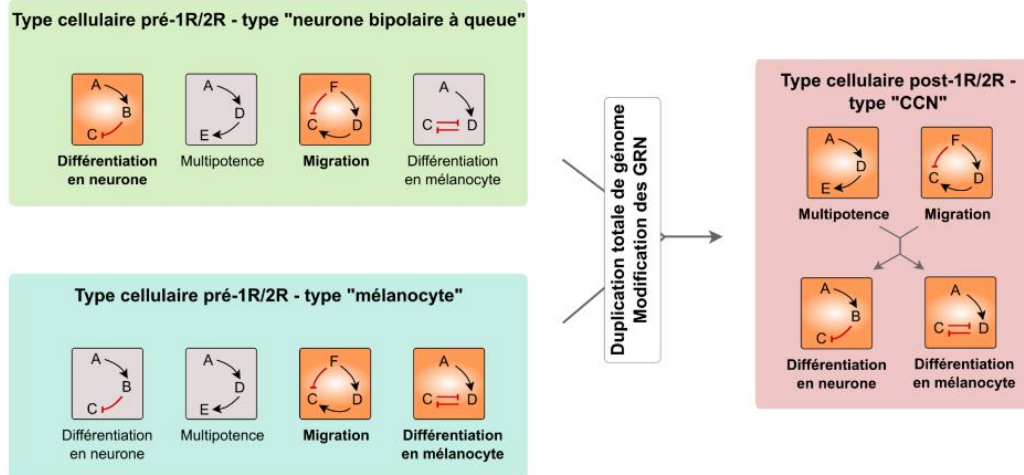 Type cellulaire pré-1R/2R - type "neurone bipolaire à queue"
A
B
C
Différentiation
en neurone
A
D
E
Multipotence
F
C
D
Migration
A
C
D
Différentiation
en mélanocyte
Type cellulaire pré-1R/2R - type "mélanocyte"
A
B
C
Différentiation
en neurone
A
D
E
Multipotence
F
C
D
Migration
A
C
D
Différentiation
en mélanocyte
Duplication totale de génome
Modification des GRN
Type cellulaire post-1R/2R -
type "CCN"
A
D
E
Multipotence
F
C
D
Migration
A
B
C
Différentiation
en neurone
A
C
D
Différentiation
en mélanocyte